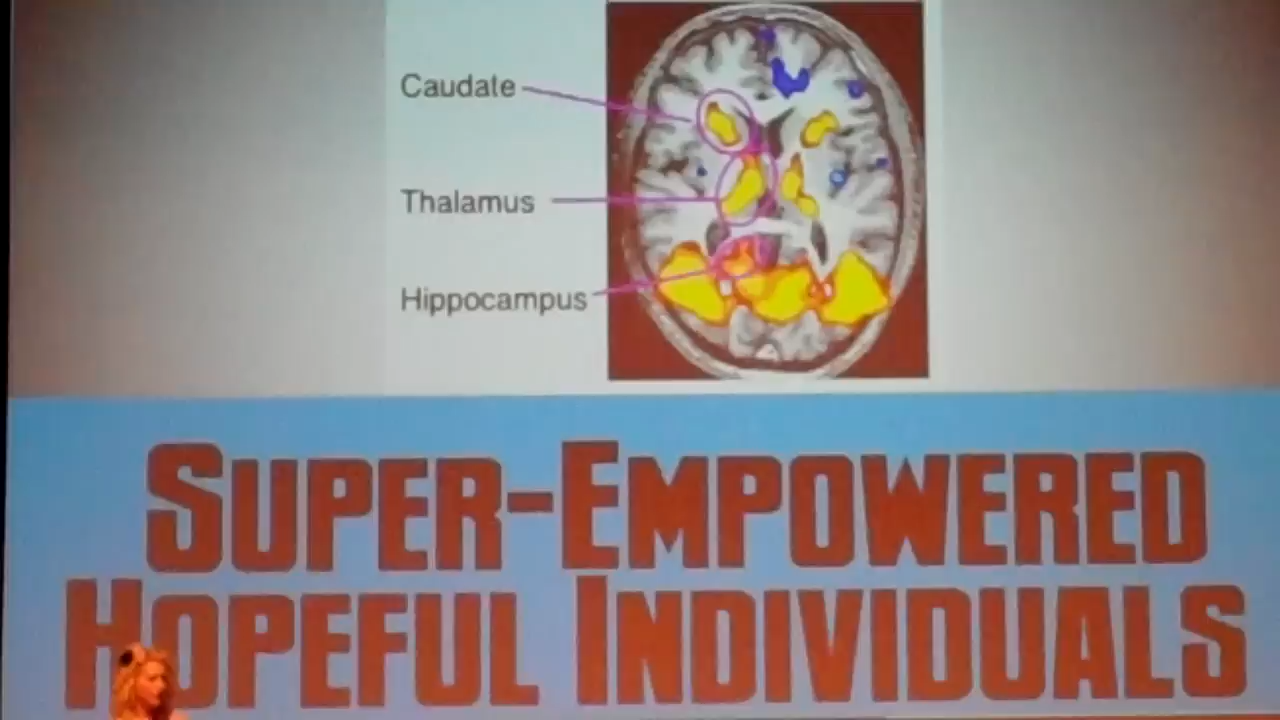 Caudate
Thalamus
Hippocampus
SUPER-EMPOWERED
HOPEFUL INDIVIDUALS